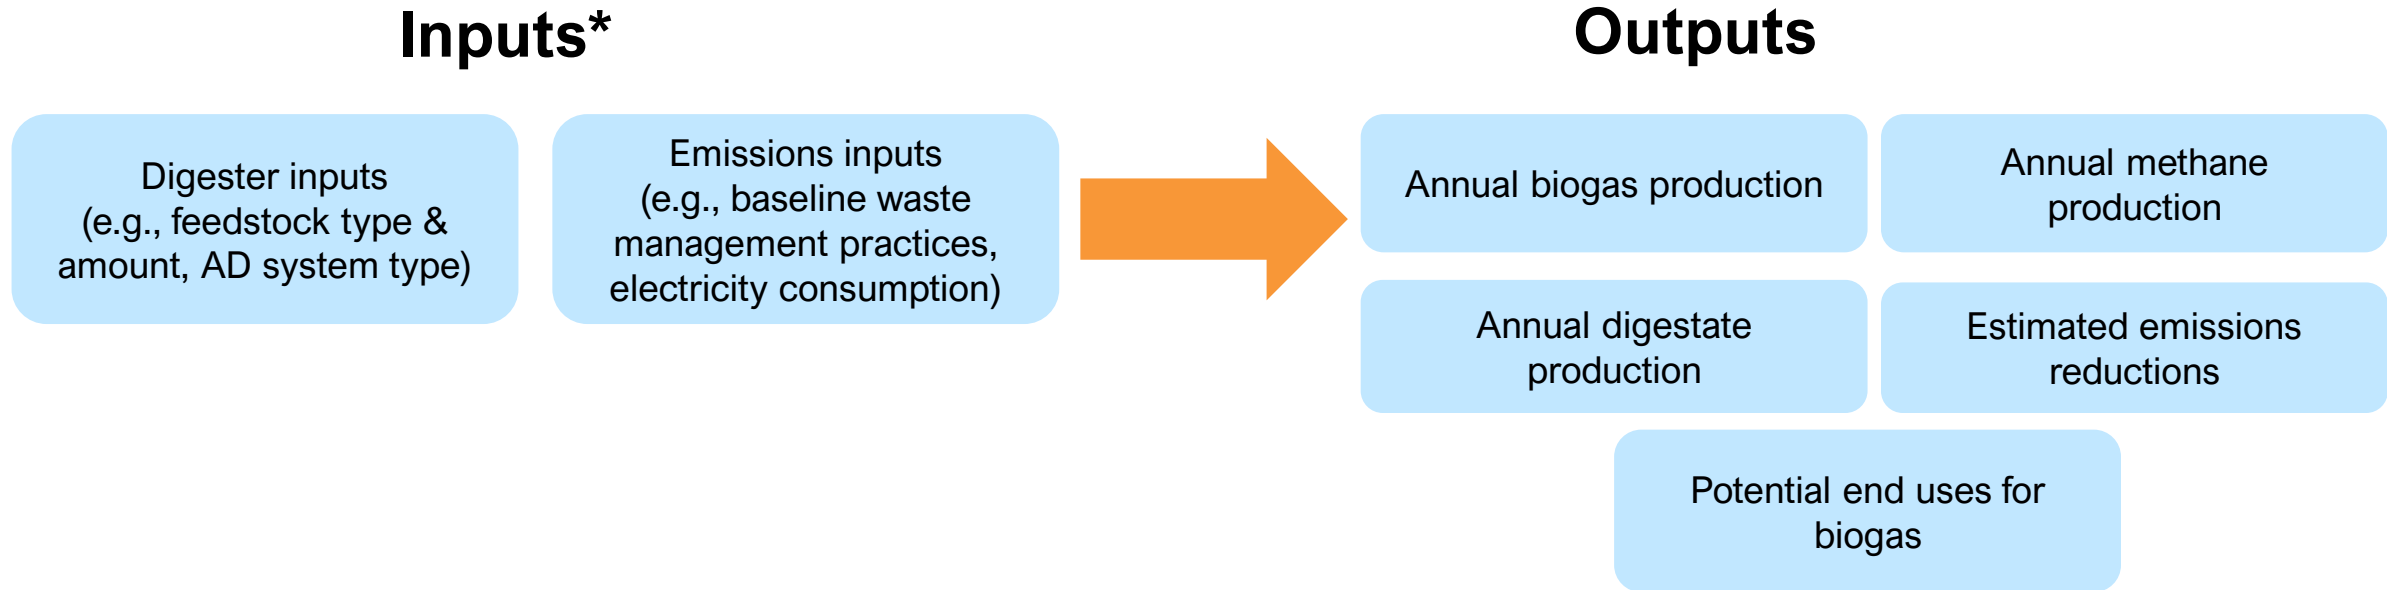 Inputs*
Outputs
Digester inputs
(e.g., feedstock type &
amount, AD system type)
Emissions inputs
(e.g., baseline waste
management practices,
electricity consumption)
Annual biogas production
Annual methane
production
Annual digestate
production
Estimated emissions
reductions
Potential end uses for
biogas